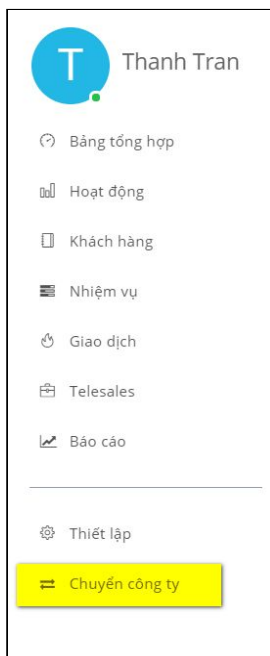 T
Thanh Tran
Bảng tổng hợp
Hoạt động
Khách hàng
Nhiệm vụ
Giao dịch
Telesales
Báo cáo
Thiết lập
Chuyển công ty